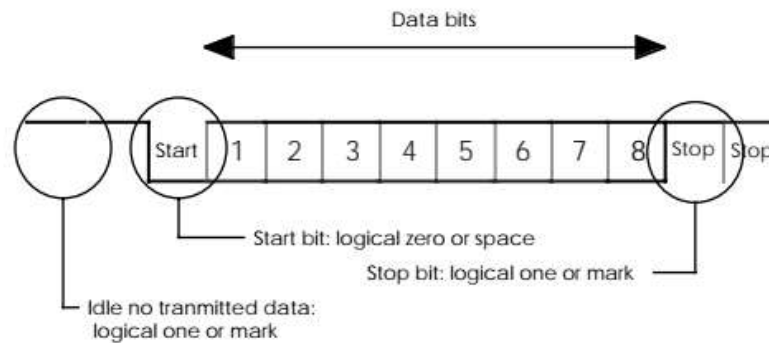 Data bits
Start 1 2 3 4 5 6 7 8 Stop Stop
Start bit: logical zero or space
Stop bit: logical one or mark
Idle no tranmitted data:
logical one or mark